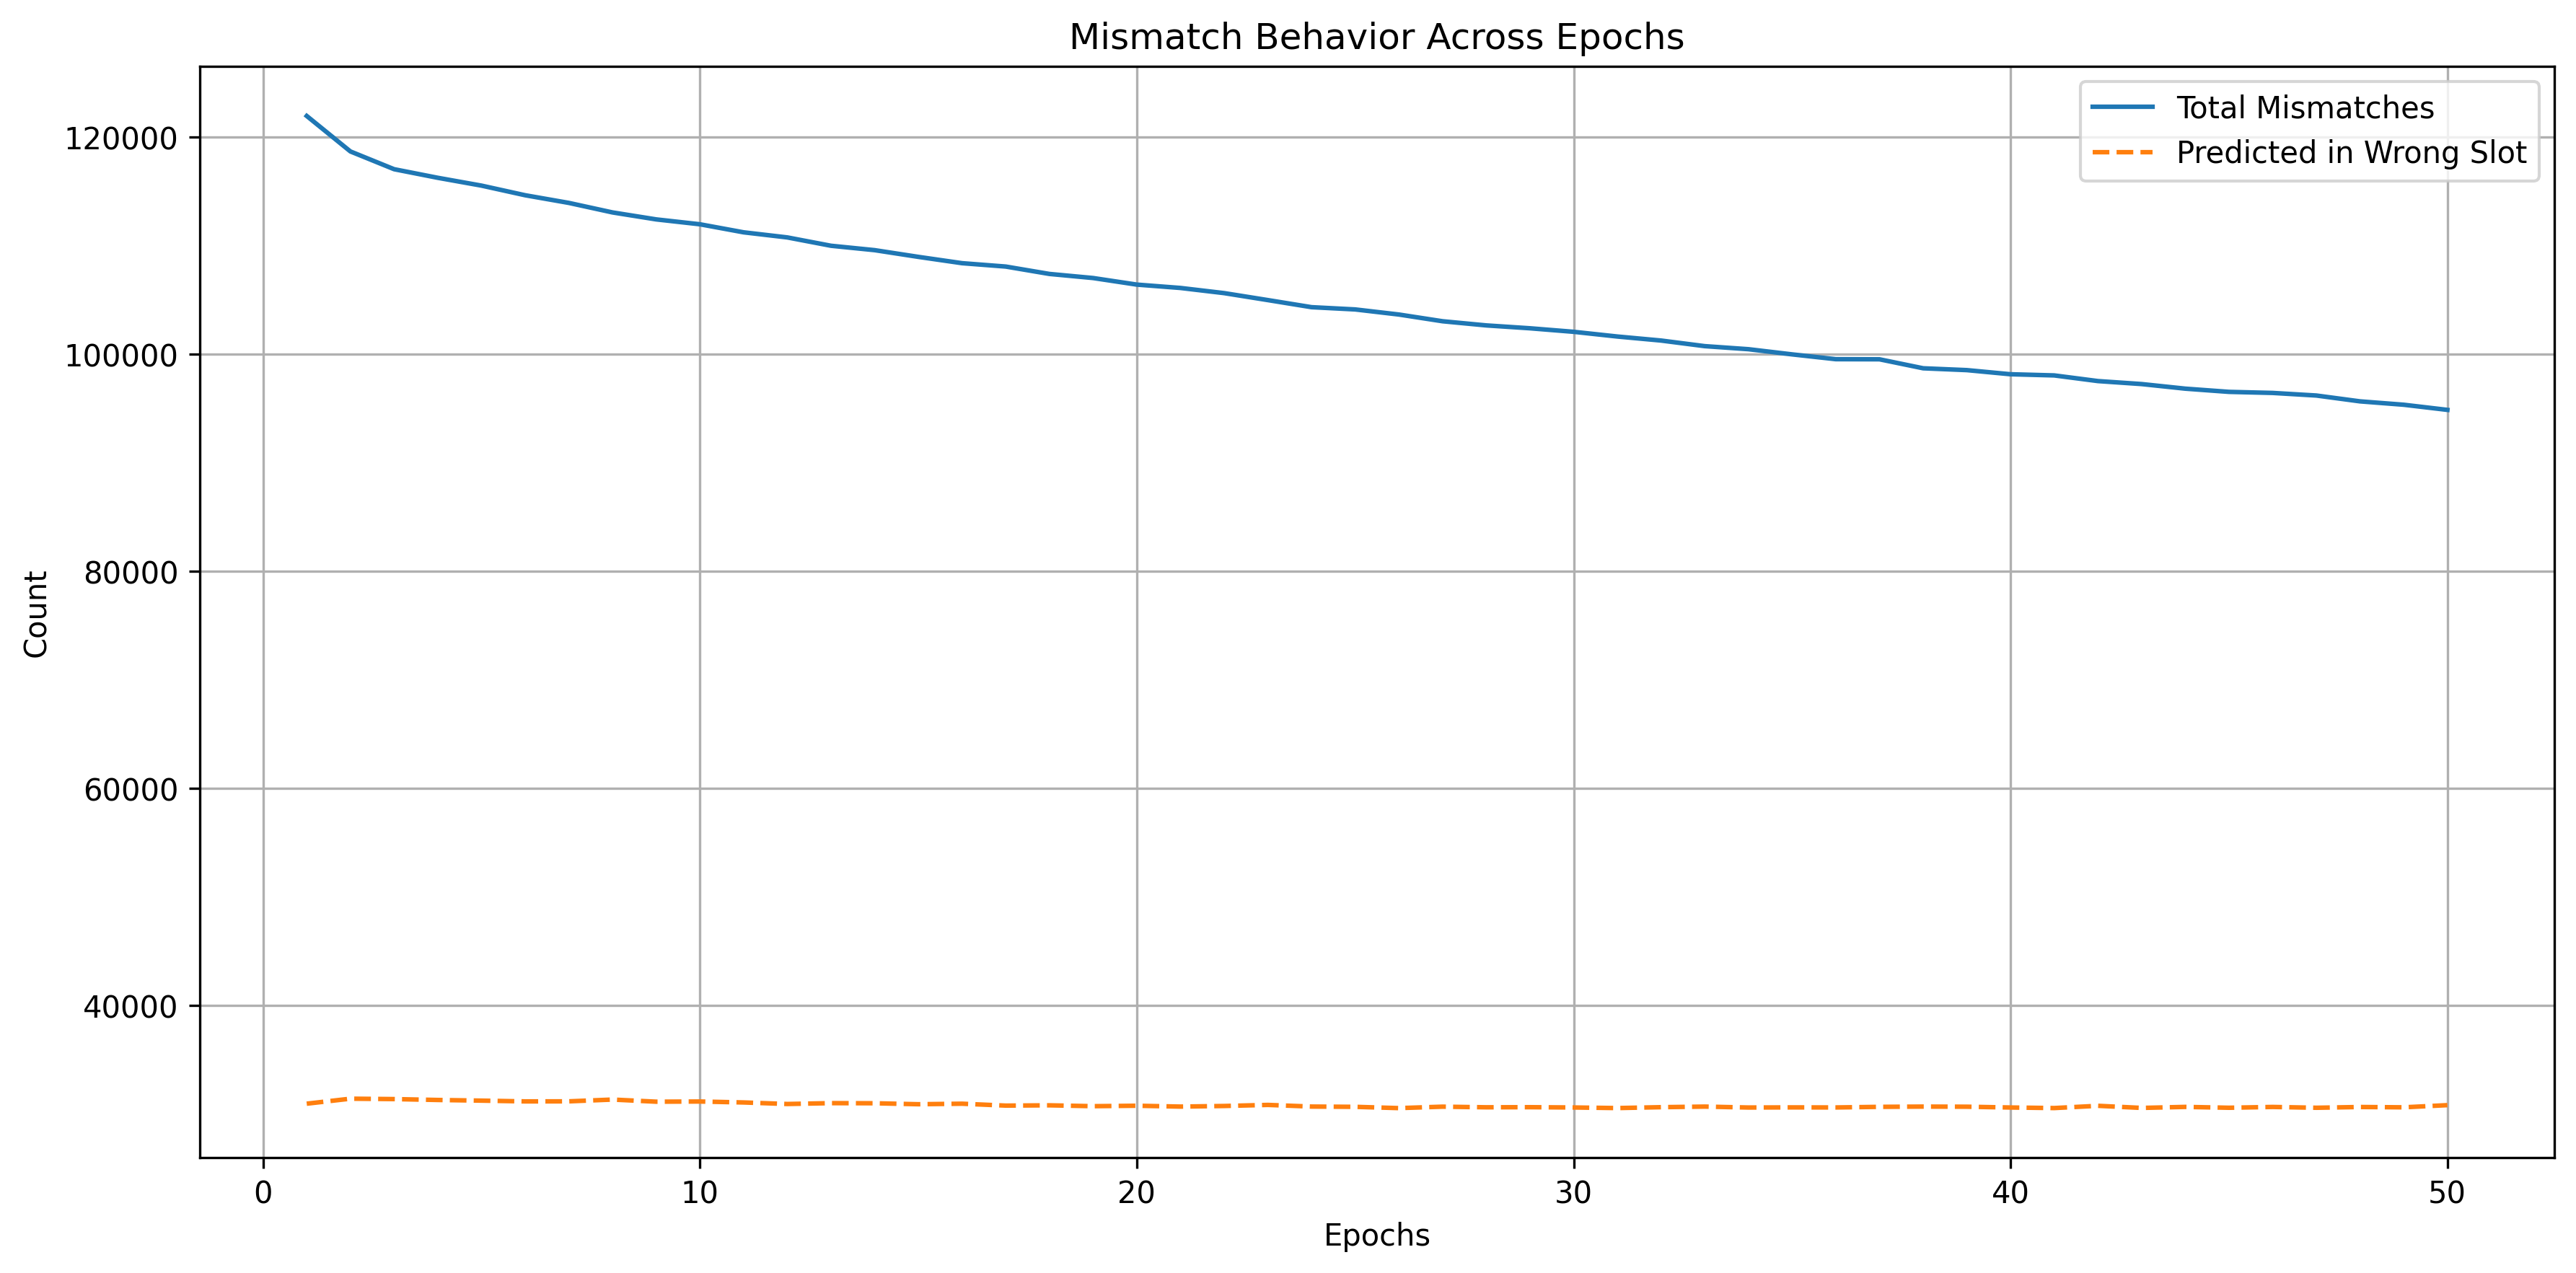 Mismatch Behavior Across Epochs
Total Mismatches
Predicted in Wrong Slot
120000
100000
80000
60000
40000
Count
0 10 20 30 40 50
Epochs